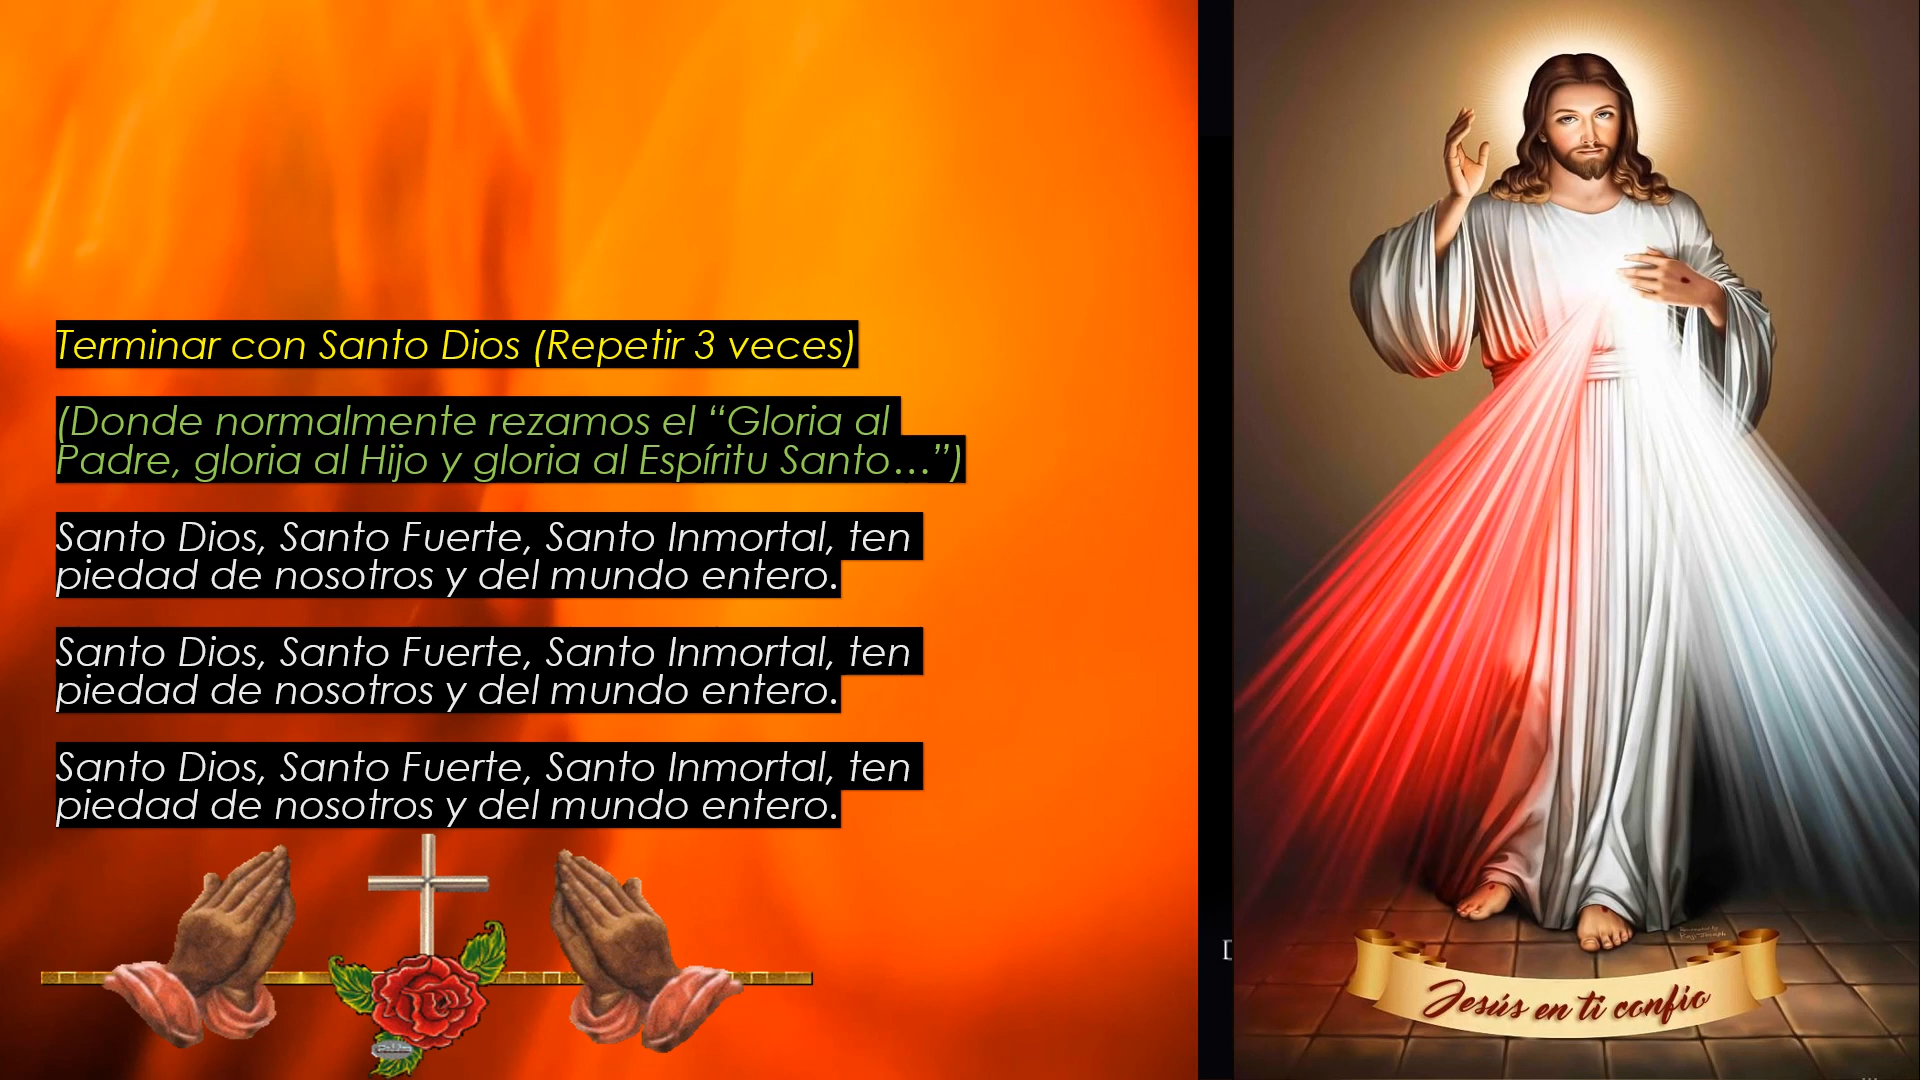 Terminar con Santo Dios (Repetir 3 veces)
(Donde normalmente rezamos el “Gloria al
Padre, gloria al Hijo y gloria al Espíritu Santo…”)
Santo Dios, Santo Fuerte, Santo Inmortal, ten
piedad de nosotros y del mundo entero.
Santo Dios, Santo Fuerte, Santo Inmortal, ten
piedad de nosotros y del mundo entero.
Santo Dios, Santo Fuerte, Santo Inmortal, ten
piedad de nosotros y del mundo entero.
Jesús en ti confio